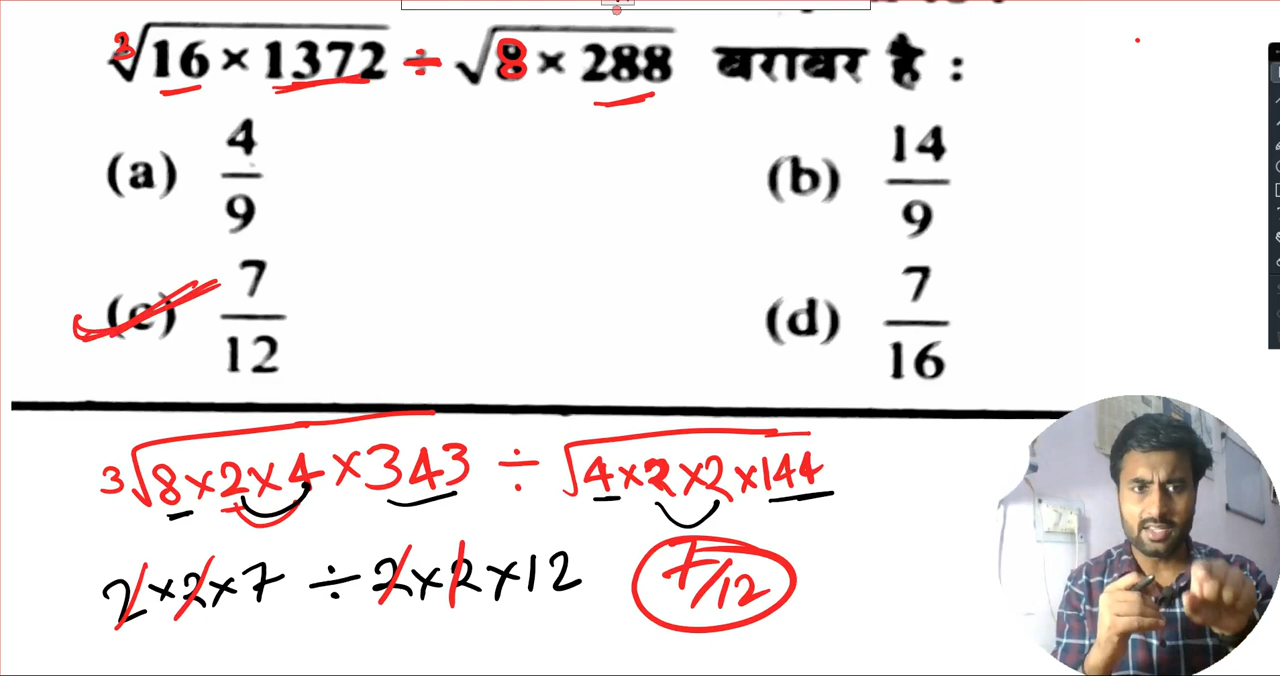 ∛16 × 1372 ÷ √8 × 288 बराबर है :
(a) 4/9
(b) 14/9
(c) 7/12
(d) 7/16
3√8×2×4×343 ÷ √4×2×2×144
2×2×7 ÷ 2×2×12
7/12